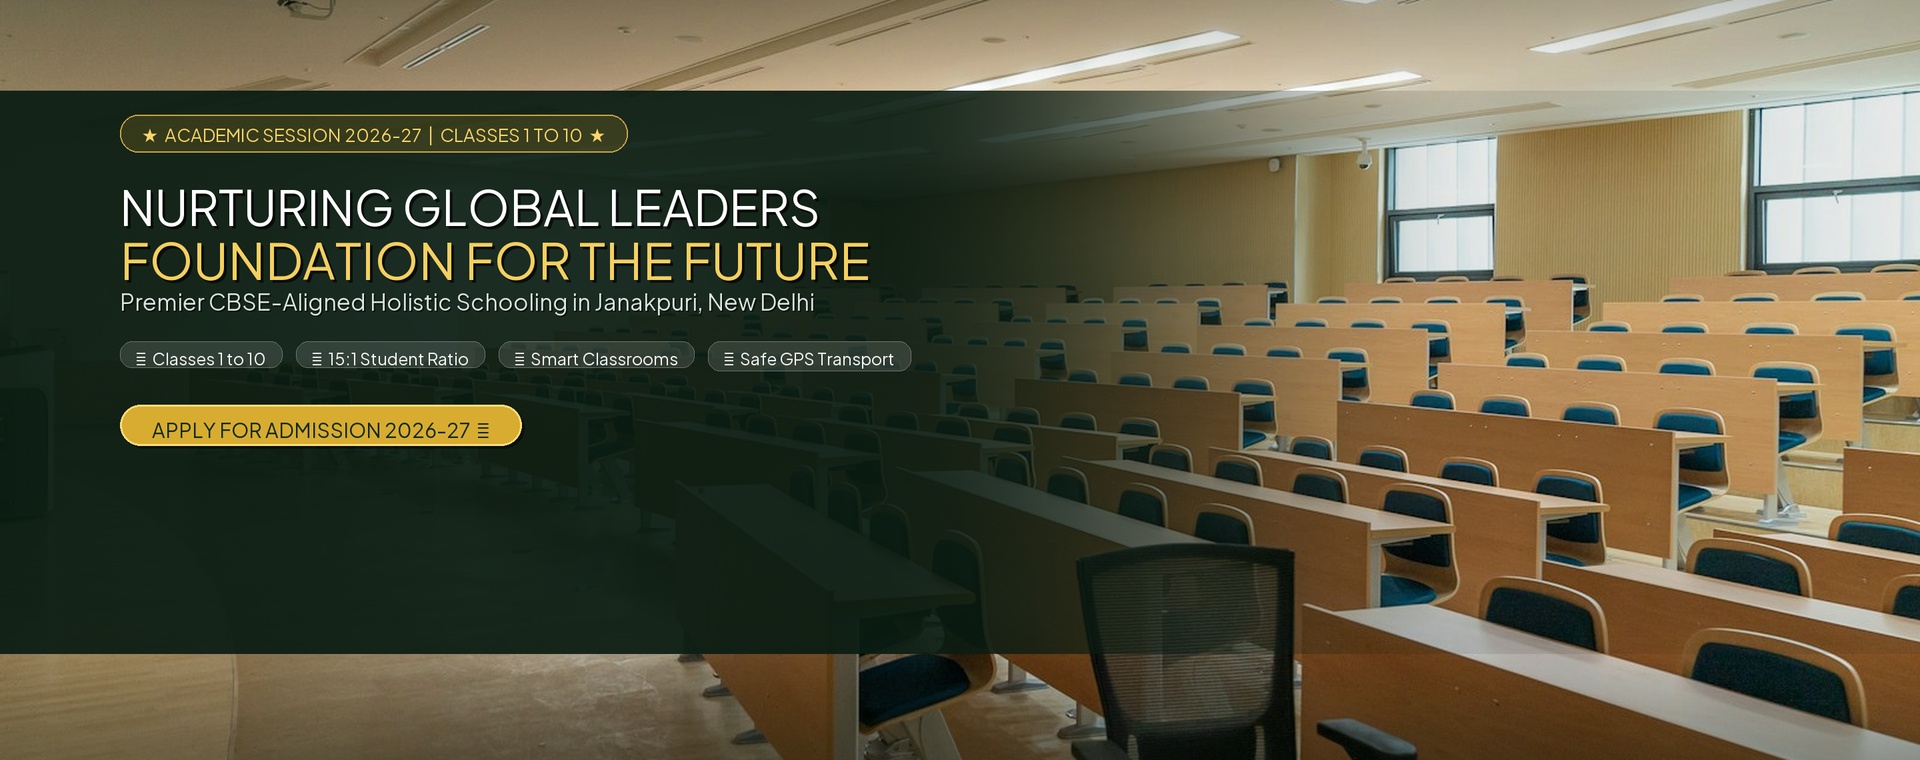 ★ ACADEMIC SESSION 2026-27 | CLASSES 1 TO 10 ★
NURTURING GLOBAL LEADERS
FOUNDATION FOR THE FUTURE
Premier CBSE-Aligned Holistic Schooling in Janakpuri, New Delhi
Classes 1 to 10
15:1 Student Ratio
Smart Classrooms
Safe GPS Transport
APPLY FOR ADMISSION 2026-27